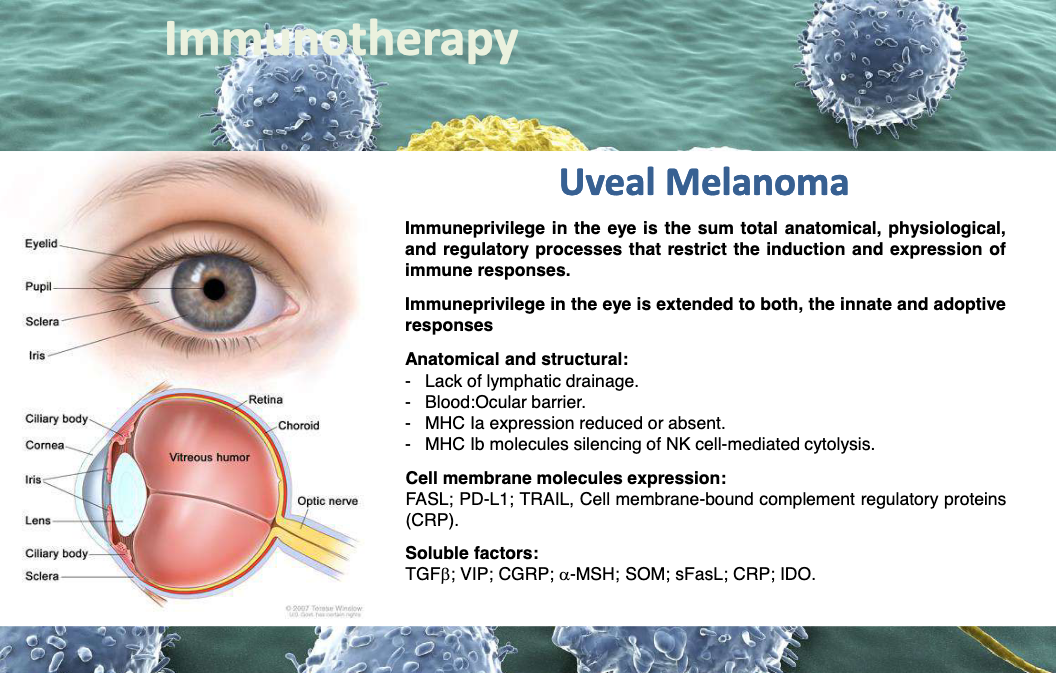 Immunotherapy
Uveal Melanoma
Immuneprivilege in the eye is the sum total anatomical, physiological,
and regulatory processes that restrict the induction and expression of
immune responses.
Immuneprivilege in the eye is extended to both, the innate and adoptive
responses
Anatomical and structural:
- Lack of lymphatic drainage.
- Blood:Ocular barrier.
- MHC Ia expression reduced or absent.
- MHC Ib molecules silencing of NK cell-mediated cytolysis.
Cell membrane molecules expression:
FASL; PD-L1; TRAIL, Cell membrane-bound complement regulatory proteins
(CRP).
Soluble factors:
TGFβ; VIP; CGRP; α-MSH; SOM; sFasL; CRP; IDO.
Eyelid
Pupil
Sclera
Iris
Retina
Ciliary body
Choroid
Cornea
Vitreous humor
Iris
Optic nerve
Lens
Ciliary body
Sclera
© 2007 Terese Winslow
U.S. Govt. has certain rights